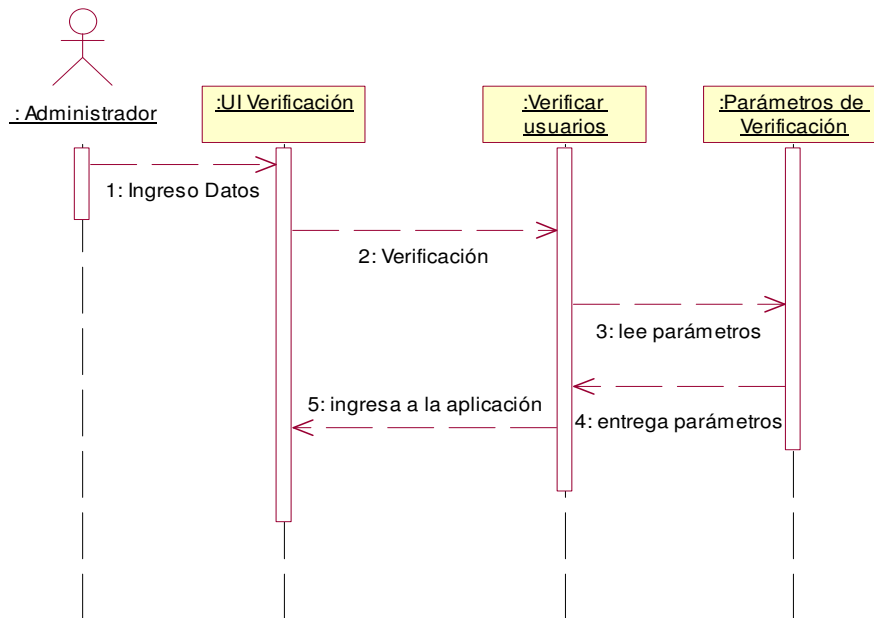 : Administrador
:UI Verificación
:Verificar
usuarios
:Parámetros de
Verificación
1: Ingreso Datos
2: Verificación
3: lee parámetros
4: entrega parámetros
5: ingresa a la aplicación